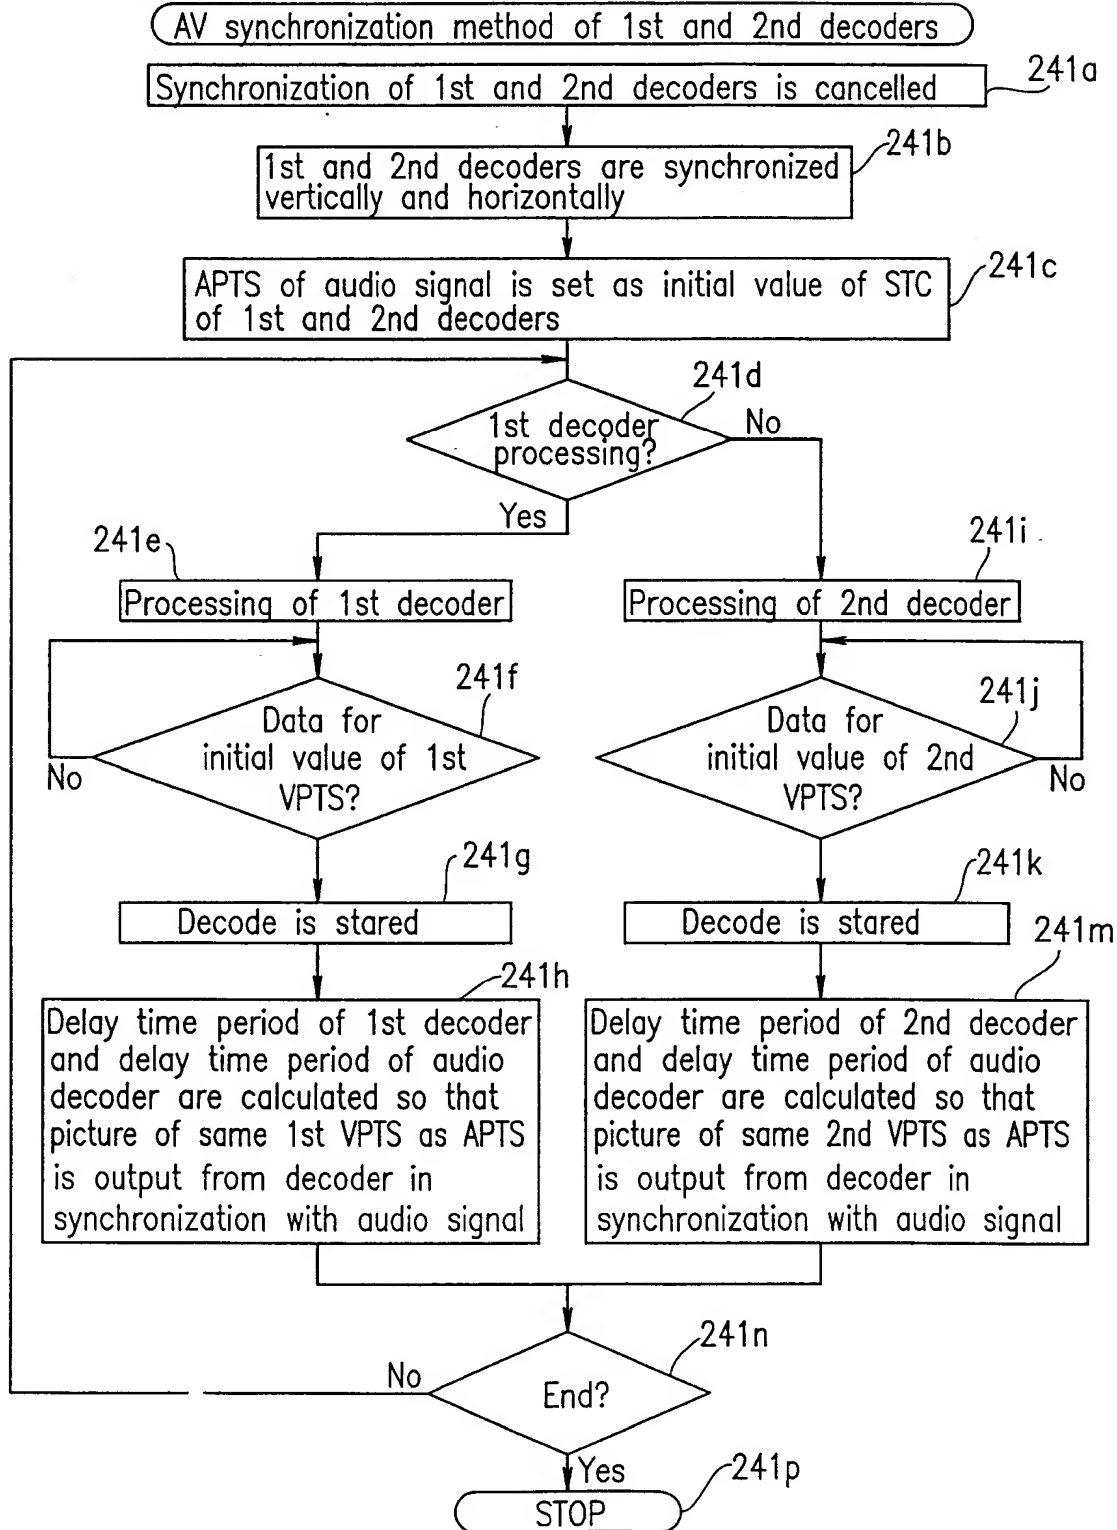 AV synchronization method of 1st and 2nd decoders
241a
Synchronization of 1st and 2nd decoders is cancelled
241b
1st and 2nd decoders are synchronized
vertically and horizontally
241c
APTS of audio signal is set as initial value of STC
of 1st and 2nd decoders
241d
1st decoder
processing?
No
Yes
241e
Processing of 1st decoder
241i
Processing of 2nd decoder
241f
Data for
initial value of 1st
VPTS?
No
241j
Data for
initial value of 2nd
VPTS?
No
241g
Decode is stared
241k
Decode is stared
241h
Delay time period of 1st decoder
and delay time period of audio
decoder are calculated so that
picture of same 1st VPTS as APTS
is output from decoder in
synchronization with audio signal
241m
Delay time period of 2nd decoder
and delay time period of audio
decoder are calculated so that
picture of same 2nd VPTS as APTS
is output from decoder in
synchronization with audio signal
241n
End?
No
Yes
241p
STOP